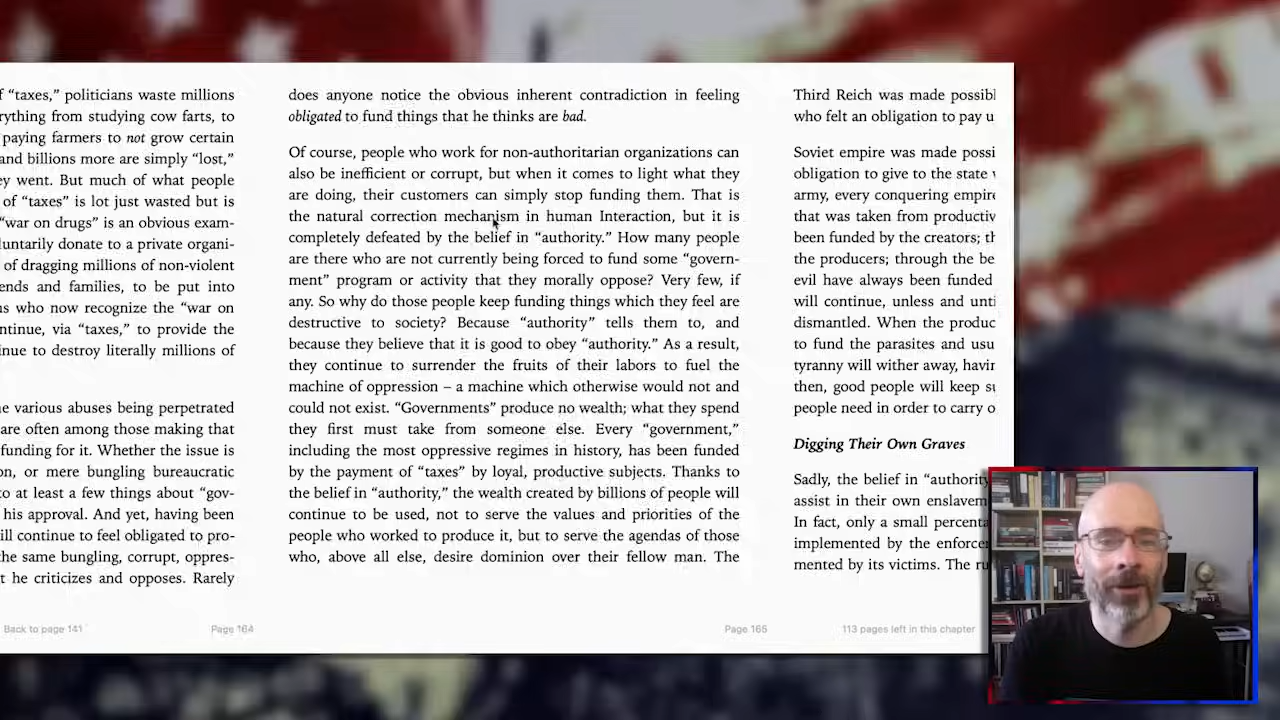 f “taxes,” politicians waste millions
rything from studying cow farts, to
paying farmers to not grow certain
and billions more are simply “lost,”
ey went. But much of what people
of “taxes” is lot just wasted but is
“war on drugs” is an obvious exam-
luntarily donate to a private organi-
of dragging millions of non-violent
ends and families, to be put into
ns who now recognize the “war on
ntinue, via “taxes,” to provide the
inue to destroy literally millions of
e various abuses being perpetrated
are often among those making that
funding for it. Whether the issue is
on, or mere bungling bureaucratic
to at least a few things about “gov-
his approval. And yet, having been
ill continue to feel obligated to pro-
the same bungling, corrupt, oppres-
t he criticizes and opposes. Rarely
Back to page 141
Page 164
does anyone notice the obvious inherent contradiction in feeling
obligated to fund things that he thinks are bad.
Of course, people who work for non-authoritarian organizations can
also be inefficient or corrupt, but when it comes to light what they
are doing, their customers can simply stop funding them. That is
the natural correction mechanism in human Interaction, but it is
completely defeated by the belief in “authority.” How many people
are there who are not currently being forced to fund some “govern-
ment” program or activity that they morally oppose? Very few, if
any. So why do those people keep funding things which they feel are
destructive to society? Because “authority” tells them to, and
because they believe that it is good to obey “authority.” As a result,
they continue to surrender the fruits of their labors to fuel the
machine of oppression – a machine which otherwise would not and
could not exist. “Governments” produce no wealth; what they spend
they first must take from someone else. Every “government,”
including the most oppressive regimes in history, has been funded
by the payment of “taxes” by loyal, productive subjects. Thanks to
the belief in “authority,” the wealth created by billions of people will
continue to be used, not to serve the values and priorities of the
people who worked to produce it, but to serve the agendas of those
who, above all else, desire dominion over their fellow man. The
Page 165
Third Reich was made possibl
who felt an obligation to pay u
Soviet empire was made possi
obligation to give to the state
army, every conquering empire
that was taken from productiv
been funded by the creators; th
the producers; through the be
evil have always been funded
will continue, unless and unti
dismantled. When the produc
to fund the parasites and usu
tyranny will wither away, havin
then, good people will keep su
people need in order to carry o
Digging Their Own Graves
Sadly, the belief in “authority
assist in their own enslavem
In fact, only a small percenta
implemented by the enforce
mented by its victims. The ru
113 pages left in this chapter